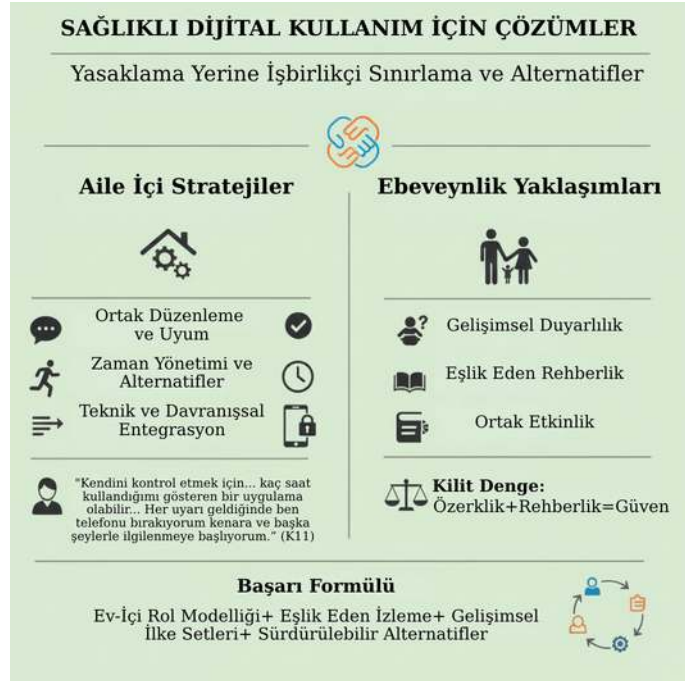 SAĞLIKLI DİJİTAL KULLANIM İÇİN ÇÖZÜMLER
Yasaklama Yerine İşbirlikçi Sınırlama ve Alternatifler
Aile İçi Stratejiler
Ortak Düzenleme
ve Uyum
Zaman Yönetimi ve
Alternatifler
Teknik ve Davranışsal
Entegrasyon
"Kendini kontrol etmek için... kaç saat
kullandığımı gösteren bir uygulama
olabilir... Her uyarı geldiğinde ben
telefonu bırakıyorum kenara ve başka
şeylerle ilgilenmeye başlıyorum." (K11)
Ebeveynlik Yaklaşımları
Gelişimsel Duyarlılık
Eşlik Eden Rehberlik
Ortak Etkinlik
Kilit Denge:
Özerklik+Rehberlik=Güven
Başarı Formülü
Ev-İçi Rol Modelliği+ Eşlik Eden İzleme+ Gelişimsel
İlke Setleri+ Sürdürülebilir Alternatifler